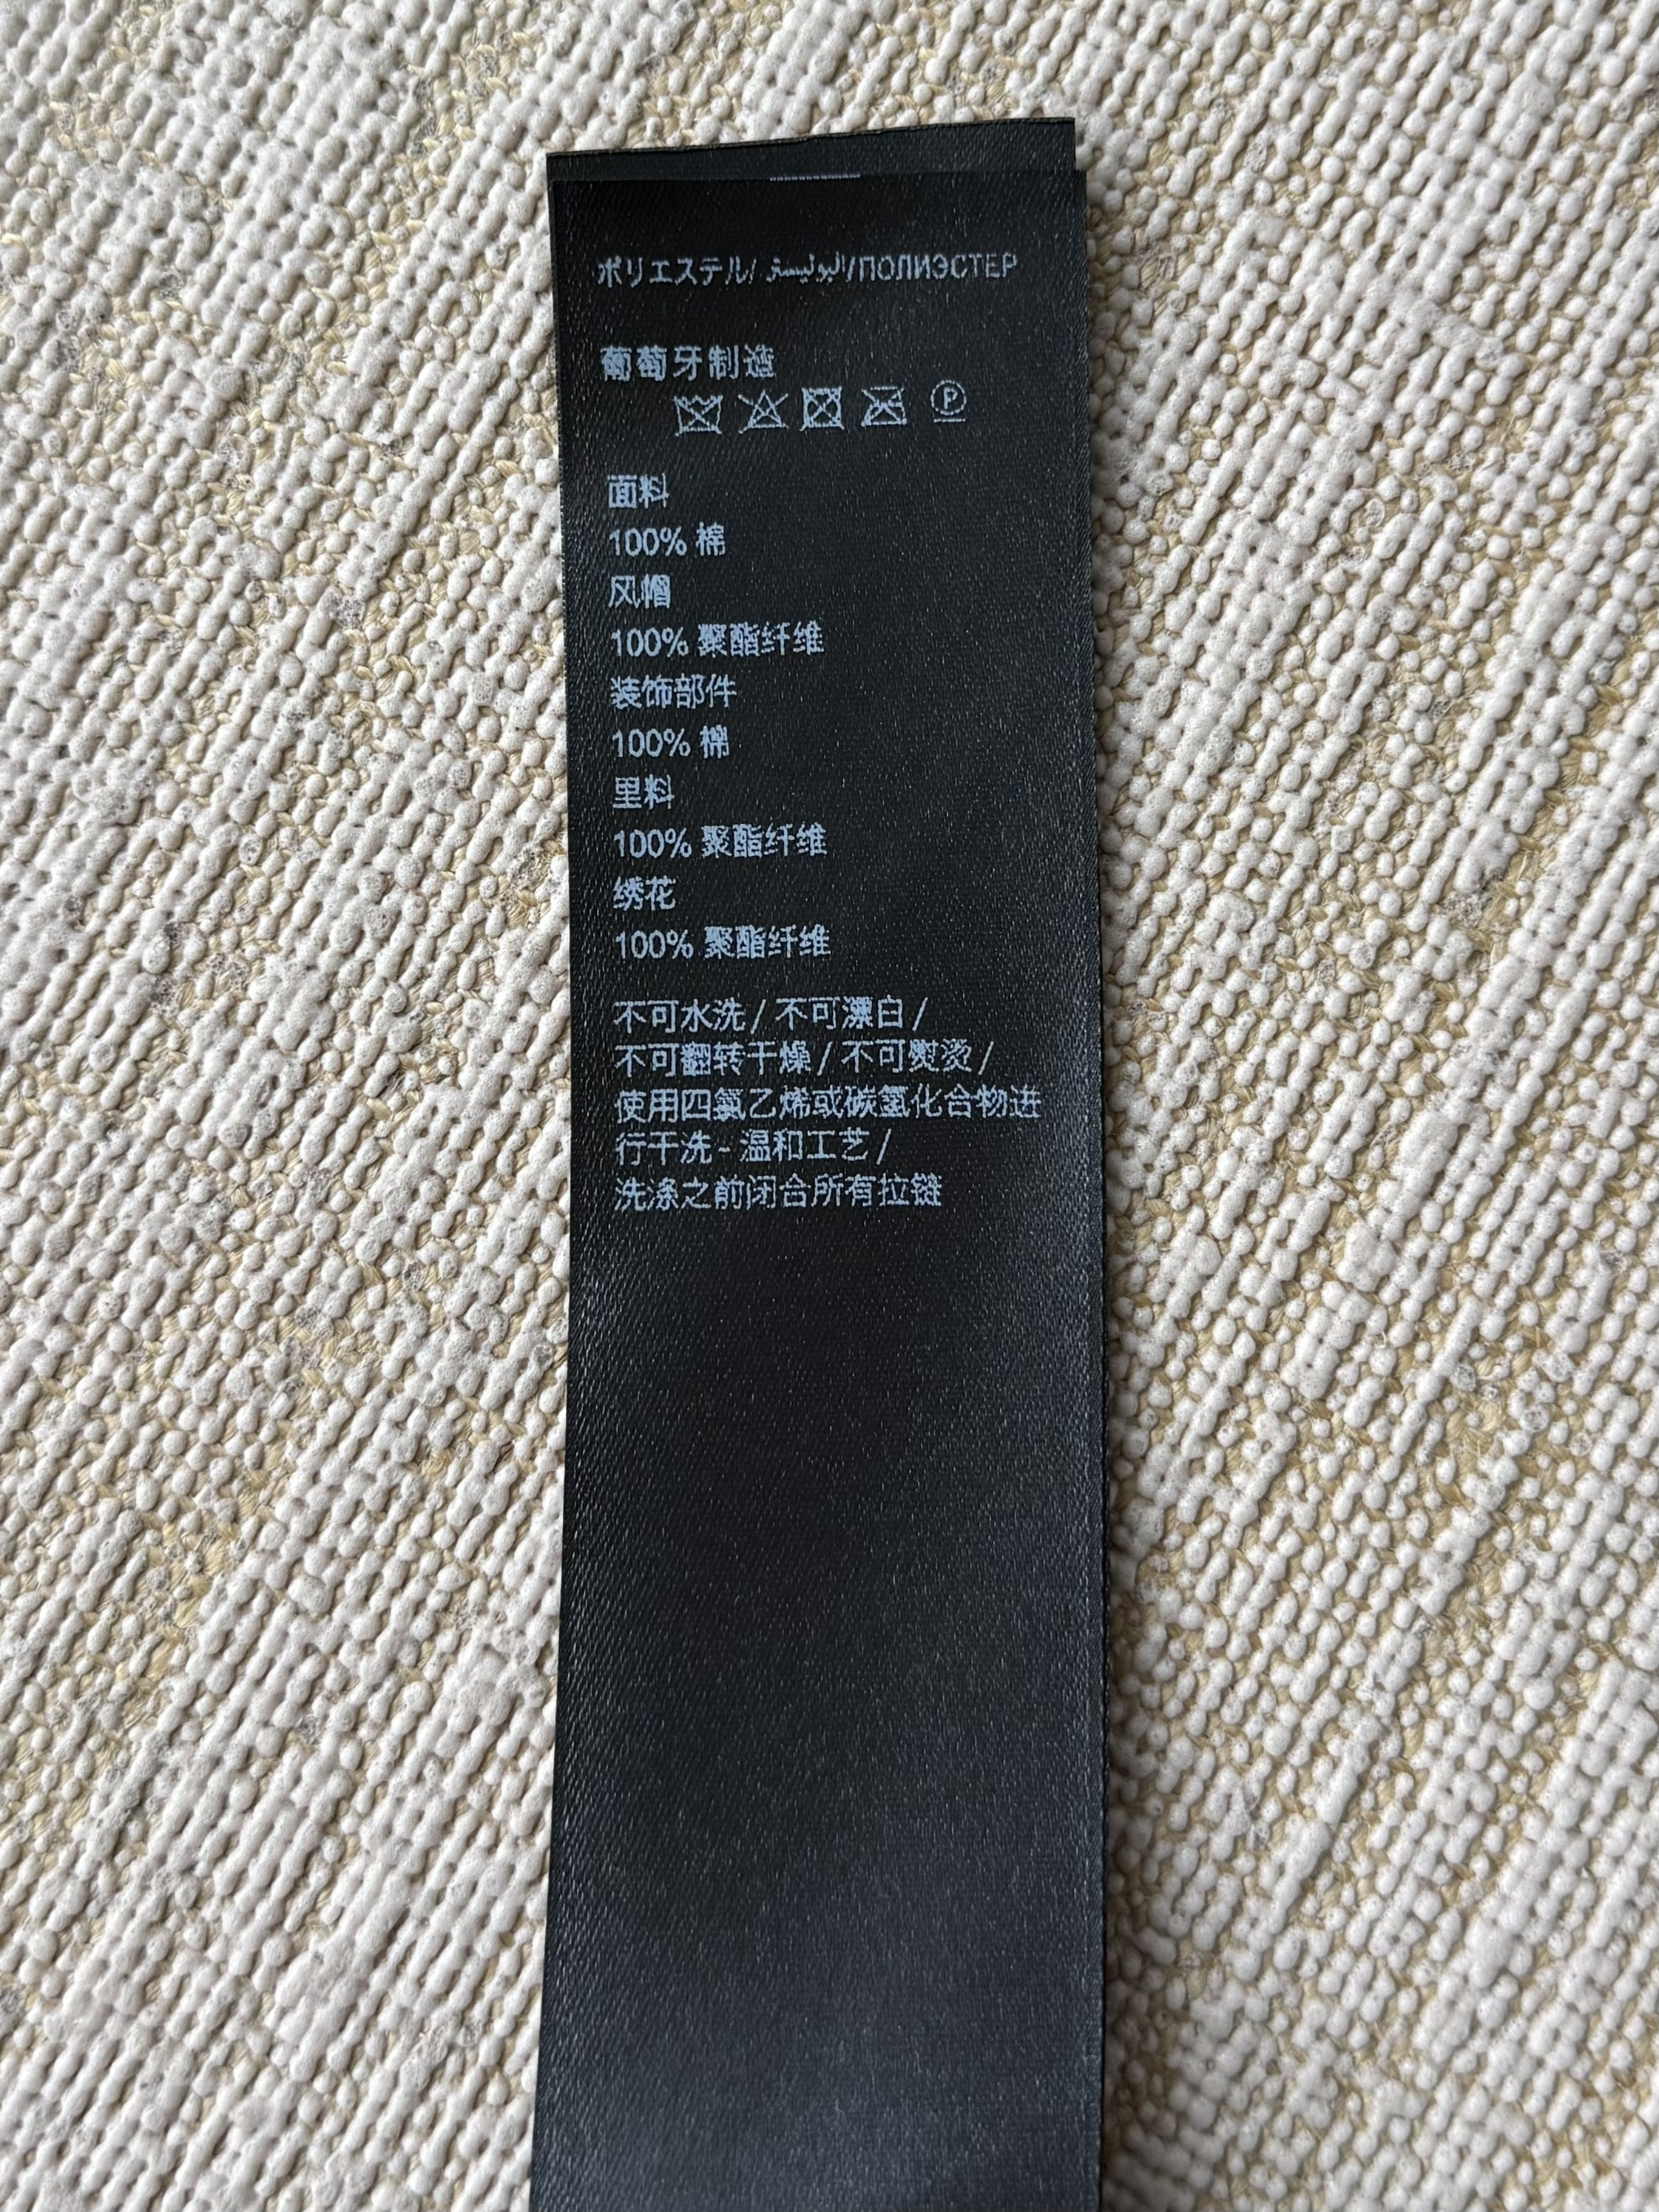 ポリエステル/ البوليستر/ПОЛИЭСТЕР
葡萄牙制造
P
面料
100% 棉
风帽
100% 聚酯纤维
装饰部件
100% 棉
里料
100% 聚酯纤维
绣花
100% 聚酯纤维
不可水洗 / 不可漂白 /
不可翻转干燥 / 不可熨烫 /
使用四氯乙烯或碳氢化合物进
行干洗 - 温和工艺 /
洗涤之前闭合所有拉链